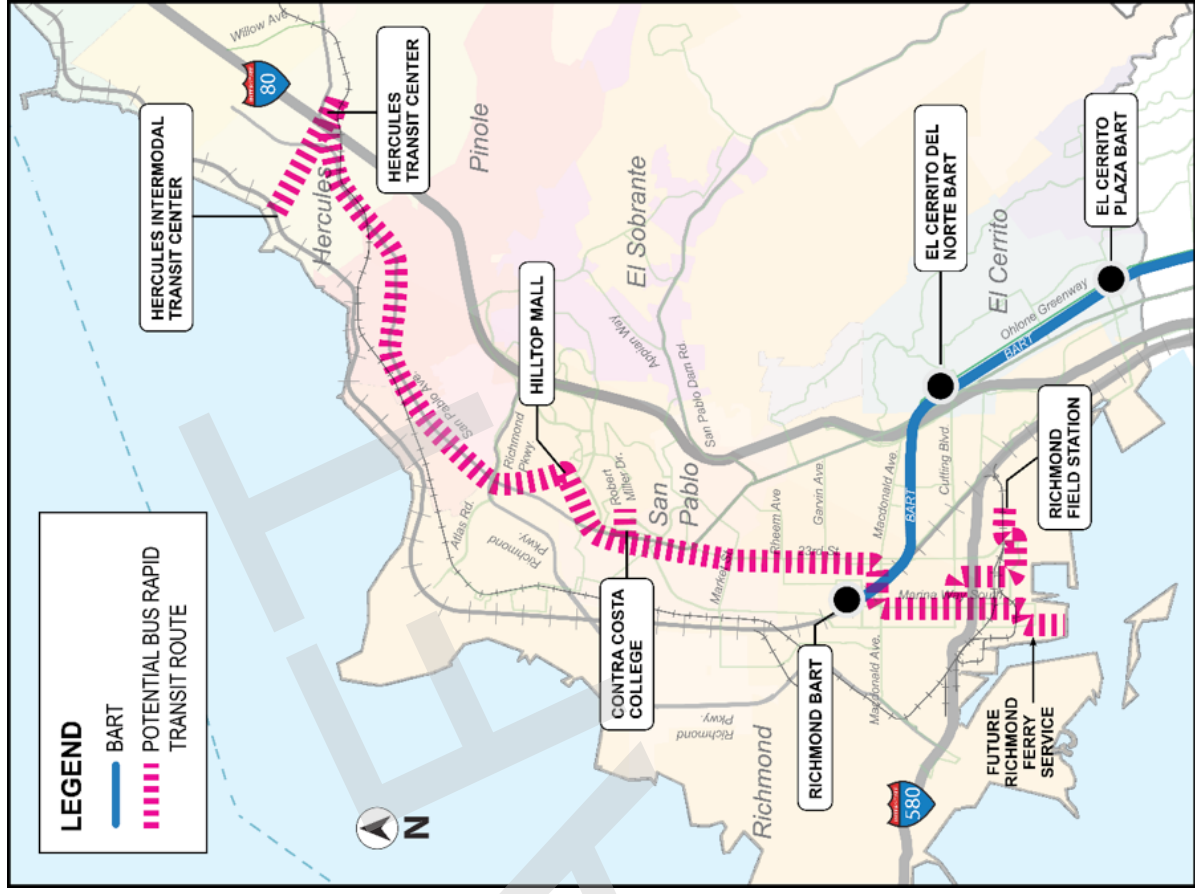 LEGEND
BART
POTENTIAL BUS RAPID
TRANSIT ROUTE
HERCULES INTERMODAL
TRANSIT CENTER
Willow Ave
80
Hercules
HERCULES
TRANSIT CENTER
N
Pinole
San Pablo Ave
Atlas Rd.
Richmond
Pkwy
HILLTOP MALL
Richmond
Pkwy.
Appian Way
El Sobrante
Robert
Miller Dr.
CONTRA COSTA
COLLEGE
San
Pablo
San Pablo Dam Rd.
Richmond
Pkwy.
Market St
Rheem Ave
Garvin Ave
23rd St
Richmond
RICHMOND BART
Macdonald Ave.
Macdonald Ave.
BART
Cutting Blvd.
EL CERRITO DEL
NORTE BART
580
Marina Way South
El Cerrito
BART
Ohlone Greenway
FUTURE
RICHMOND
FERRY
SERVICE
RICHMOND
FIELD STATION
EL CERRITO
PLAZA BART